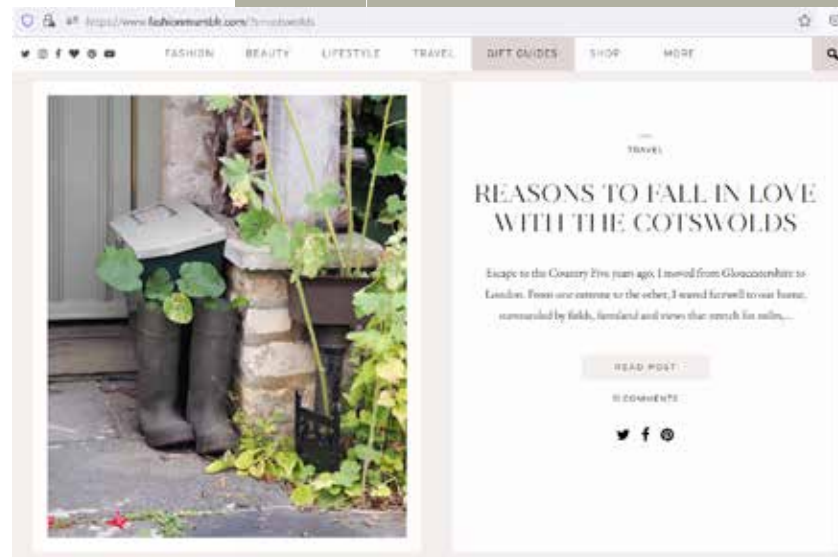 https://www.fashionmumblr.com/?s=cotswolds
FASHION BEAUTY LIFESTYLE TRAVEL GIFT GUIDES SHOP MORE
TRAVEL
REASONS TO FALL IN LOVE
WITH THE COTSWOLDS
Escape to the Country Five years ago, I moved from Gloucestershire to
London. From one extreme to the other, I waved farewell to our home,
surrounded by fields, farmland and views that stretch for miles,...
READ POST
COMMENTS